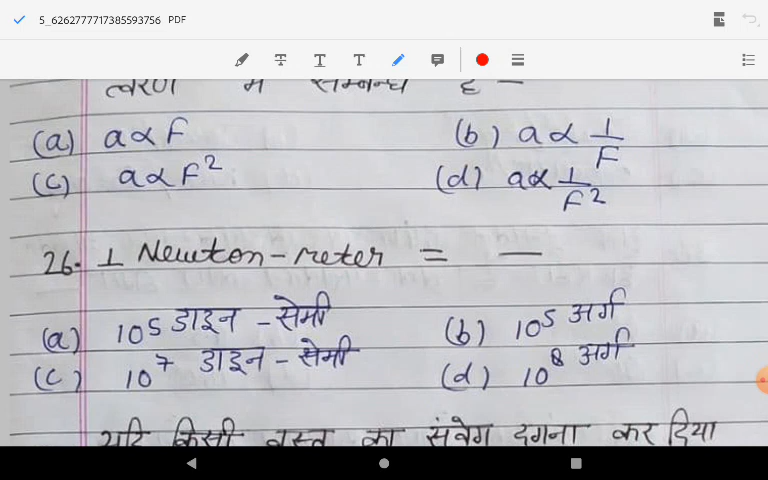 5_6262777717385593756 PDF
त्वरण में सम्बन्ध है —
(a) a∝F (b) a∝ 1/F
(c) a∝F² (d) a∝ 1/F²
26. 1 Newton-meter = —
(a) 10⁵ डाइन - सेमी (b) 10⁵ अर्ग
(c) 10⁷ डाइन - सेमी (d) 10⁸ अर्ग
यदि किसी वस्तु का संवेग दुगना कर दिया